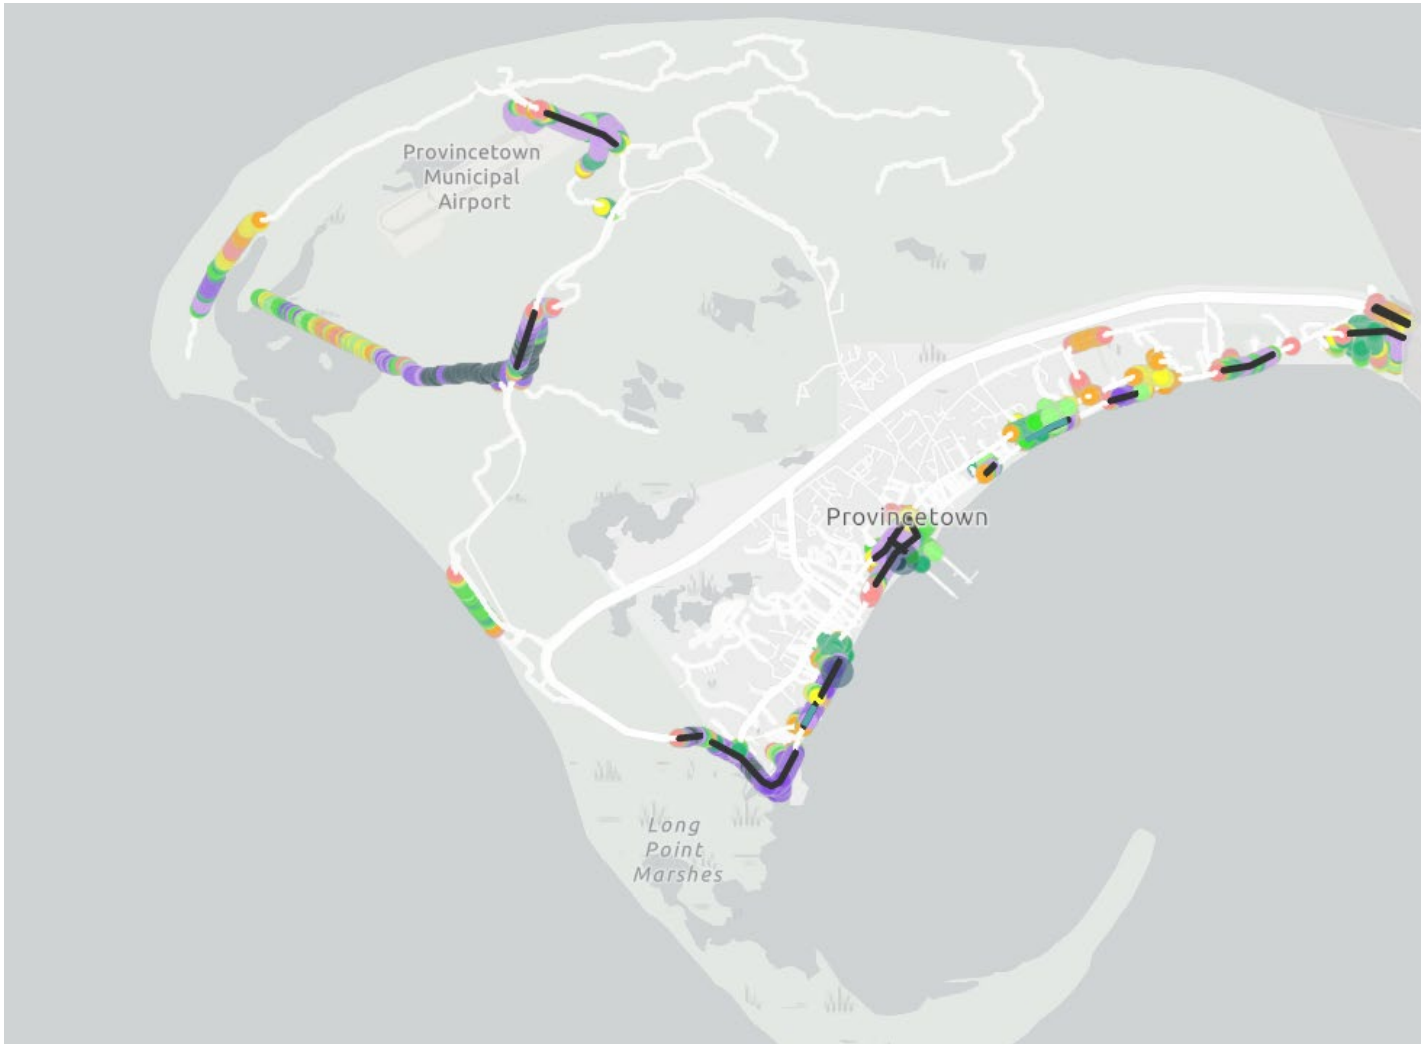 Provincetown
Municipal
Airport
Provincetown
Long
Point
Marshes